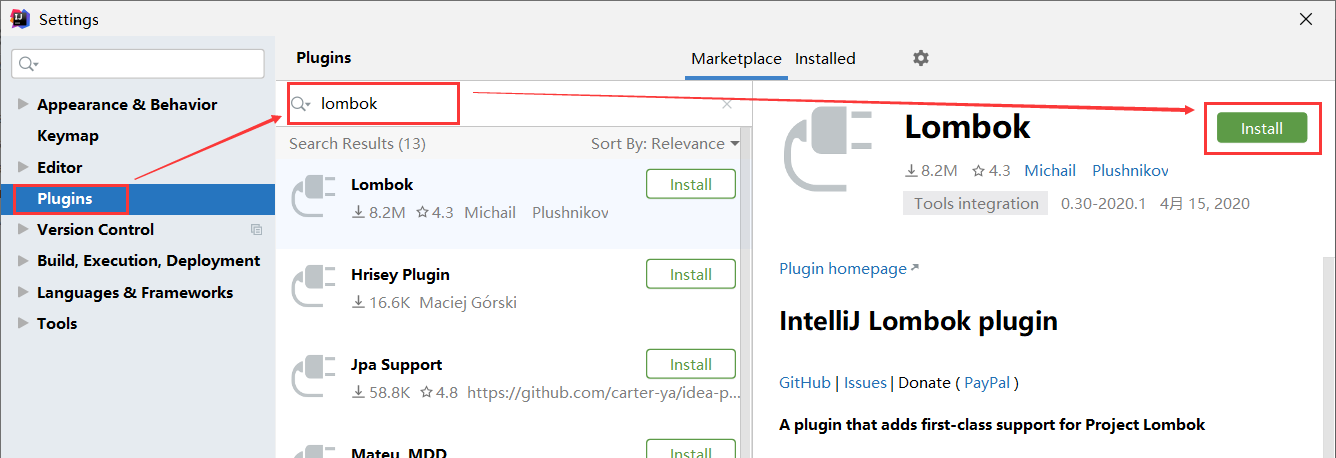 Settings
Appearance & Behavior
Keymap
Editor
Plugins
Version Control
Build, Execution, Deployment
Languages & Frameworks
Tools
Plugins
Marketplace Installed
lombok
Search Results (13) Sort By: Relevance
Lombok Install
8.2M 4.3 Michail Plushnikov
Hrisey Plugin Install
16.6K Maciej Górski
Jpa Support Install
58.8K 4.8 https://github.com/carter-ya/idea-p...
Mateu. MDD Install
Lombok Install
8.2M 4.3 Michail Plushnikov
Tools integration 0.30-2020.1 4月 15, 2020
Plugin homepage
IntelliJ Lombok plugin
GitHub | Issues | Donate ( PayPal )
A plugin that adds first-class support for Project Lombok